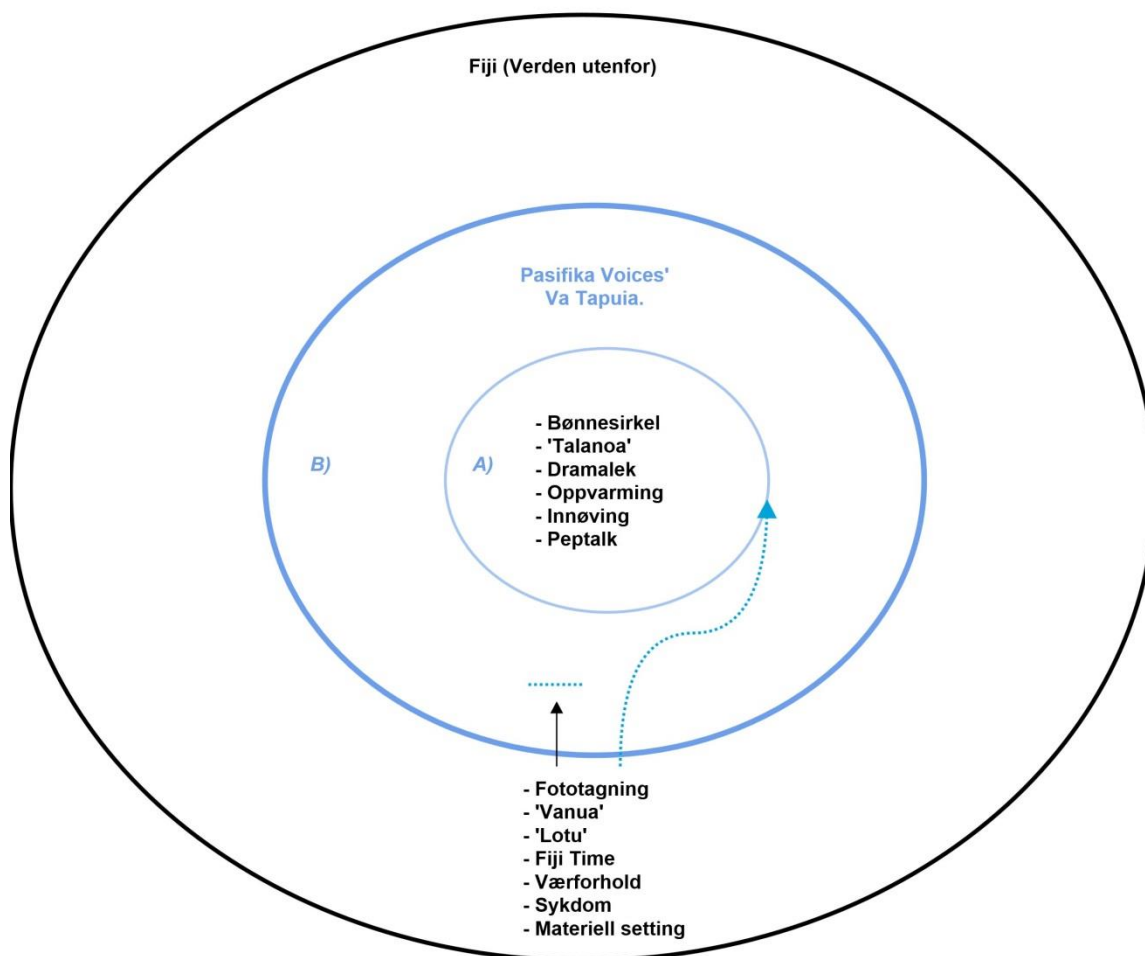 Fiji (Verden utenfor)
Pasifika Voices'
Va Tapuia.
B)
A)
- Bønnesirkel
- 'Talanoa'
- Dramalek
- Oppvarming
- Innøving
- Peptalk
- Fototagning
- 'Vanua'
- 'Lotu'
- Fiji Time
- Værforhold
- Sykdom
- Materiell setting